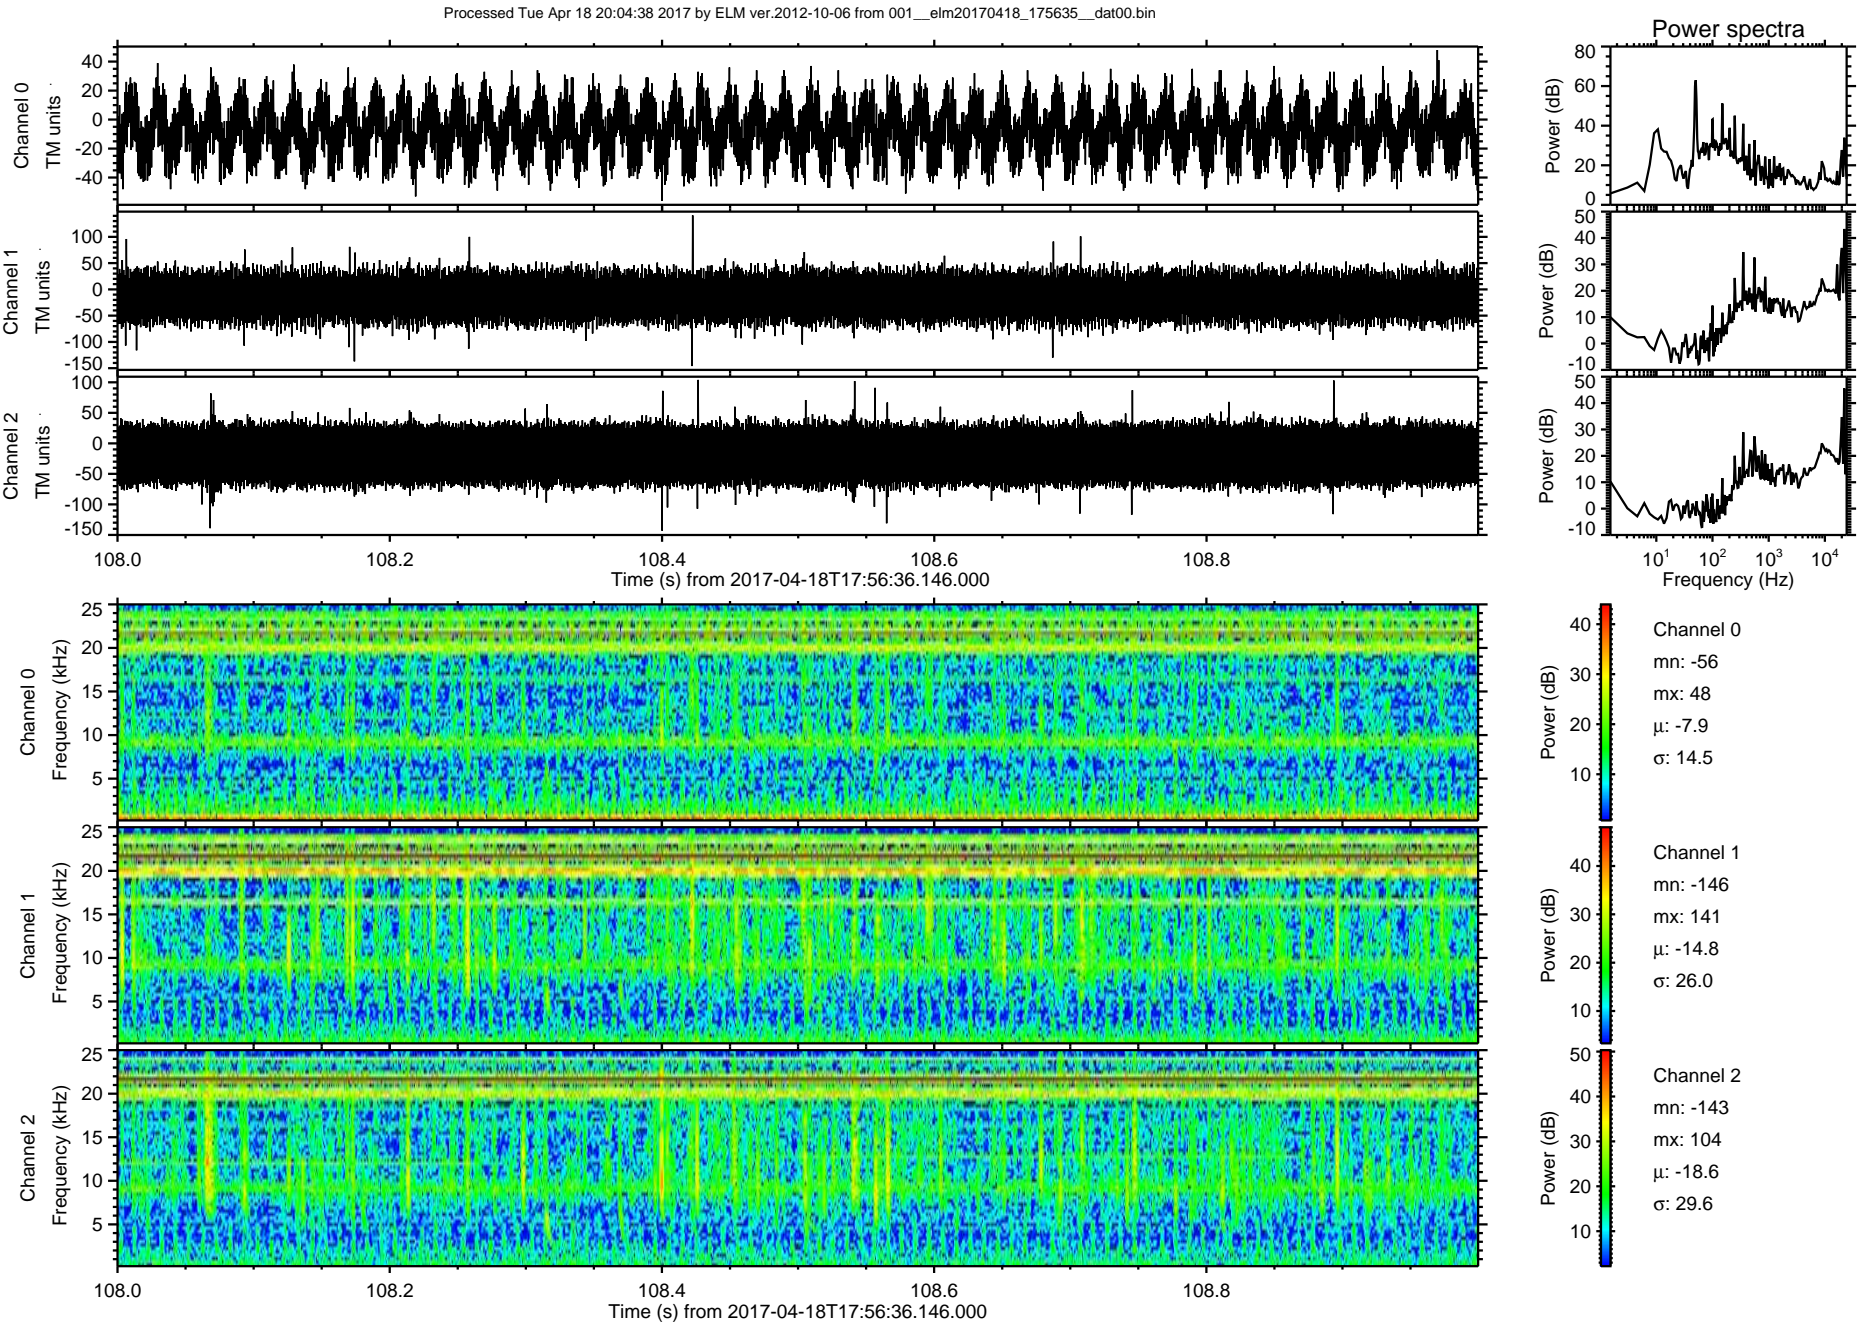 Processed Tue Apr 18 20:04:38 2017 by ELM ver.2012-10-06 from 001__elm20170418_175635__dat00.bin
Power spectra
Channel 0
TM units
40
20
0
-20
-40
Power (dB)
80
60
40
20
0
Channel 1
TM units
100
50
0
-50
-100
-150
Power (dB)
50
40
30
20
10
0
-10
Channel 2
TM units
100
50
0
-50
-100
-150
Power (dB)
50
40
30
20
10
0
-10
108.0 108.2 108.4 108.6 108.8
Time (s) from 2017-04-18T17:56:36.146.000
10¹ 10² 10³ 10⁴
Frequency (Hz)
Channel 0
Frequency (kHz)
25
20
15
10
5
Power (dB)
40
30
20
10
Channel 0
mn: -56
mx: 48
μ: -7.9
σ: 14.5
Channel 1
Frequency (kHz)
25
20
15
10
5
Power (dB)
40
30
20
10
Channel 1
mn: -146
mx: 141
μ: -14.8
σ: 26.0
Channel 2
Frequency (kHz)
25
20
15
10
5
Power (dB)
50
40
30
20
10
Channel 2
mn: -143
mx: 104
μ: -18.6
σ: 29.6
108.0 108.2 108.4 108.6 108.8
Time (s) from 2017-04-18T17:56:36.146.000